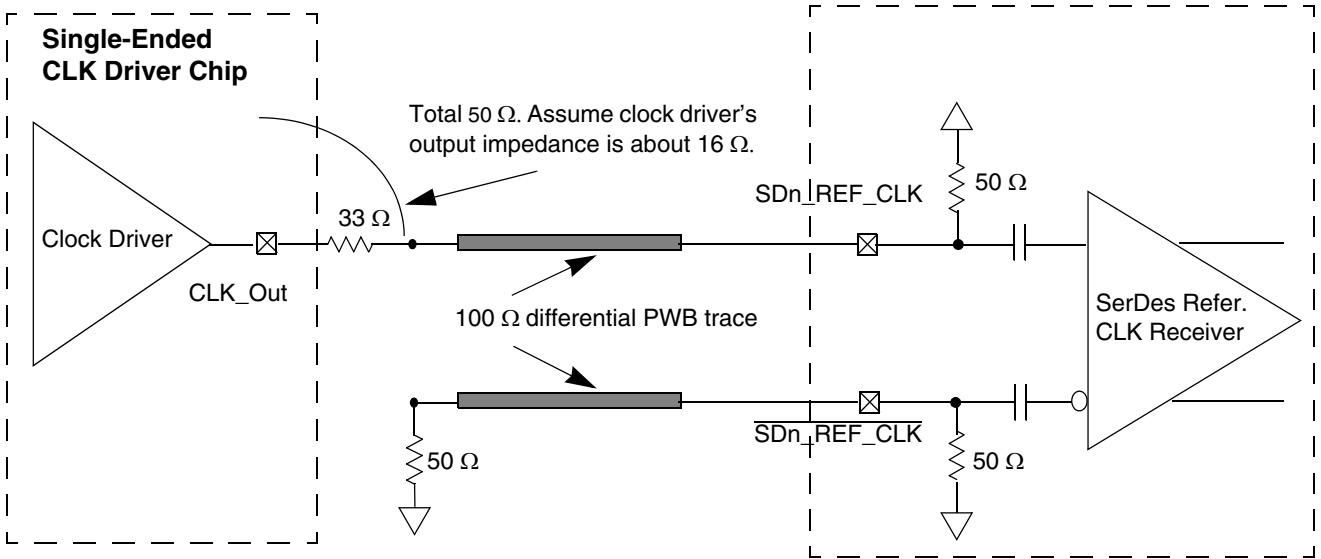 Single-Ended
CLK Driver Chip
Total 50 Ω. Assume clock driver's
output impedance is about 16 Ω.
SDn_REF_CLK
50 Ω
33 Ω
Clock Driver
CLK_Out
100 Ω differential PWB trace
SerDes Refer.
CLK Receiver
SDn_REF_CLK
50 Ω
50 Ω